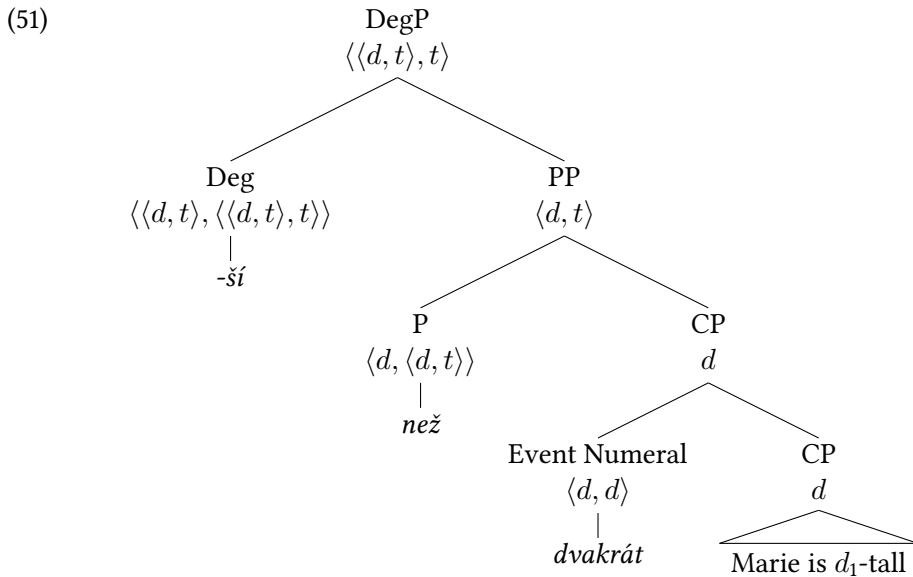 (51)
DegP
⟨⟨d, t⟩, t⟩
Deg PP
⟨⟨d, t⟩, ⟨⟨d, t⟩, t⟩⟩ ⟨d, t⟩
-ší
P CP
⟨d, ⟨d, t⟩⟩ d
než
Event Numeral CP
⟨d, d⟩ d
dvakrát
Marie is d₁-tall